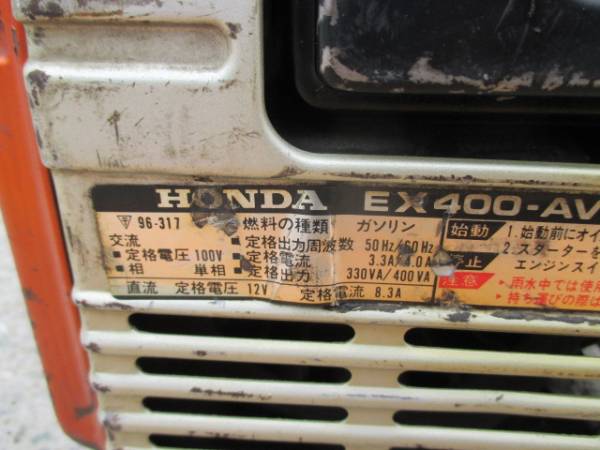 HONDA EX400-AV
〒 96-317 燃料の種類 ガソリン
交流 定格出力周波数 50Hz/60Hz
■定格電圧 100V ■定格電流 3.3A/4.0A
■相 単相 ■定格出力 330VA/400VA
直流 定格電圧 12V 定格電流 8.3A
始動 1.始動前にオイ
2.スターターを
停止 エンジンスイ
注意 ・雨水中では使用
・持ち運びの際は